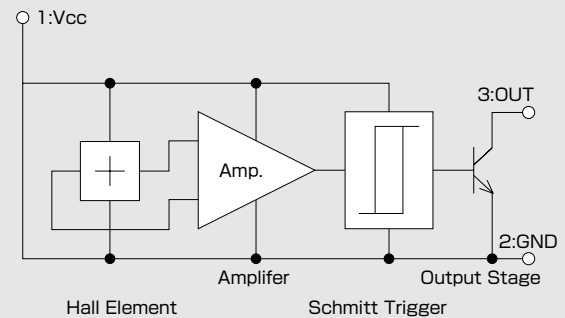 1:Vcc
3:OUT
Amp.
2:GND
Amplifer
Output Stage
Hall Element
Schmitt Trigger